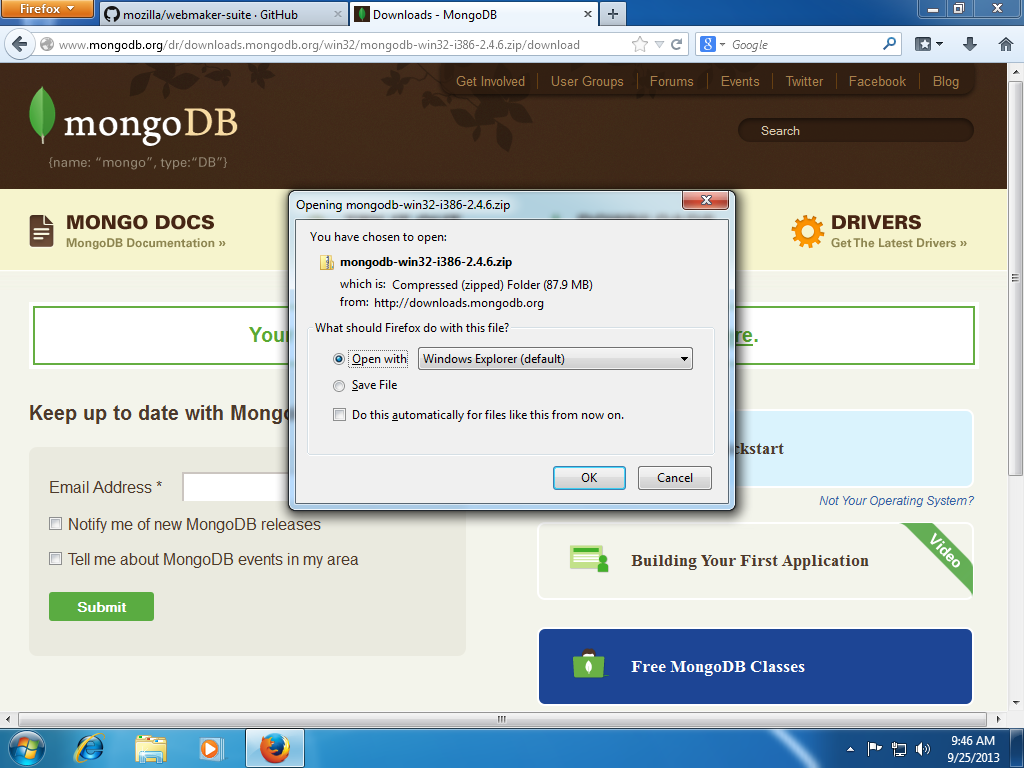 Firefox
mozilla/webmaker-suite · GitHub
Downloads - MongoDB
www.mongodb.org/dr/downloads.mongodb.org/win32/mongodb-win32-i386-2.4.6.zip/download
Google
Get Involved
User Groups
Forums
Events
Twitter
Facebook
Blog
mongoDB
{name: “mongo”, type:“DB”}
Search
MONGO DOCS
MongoDB Documentation »
DRIVERS
Get The Latest Drivers »
Opening mongodb-win32-i386-2.4.6.zip
You have chosen to open:
mongodb-win32-i386-2.4.6.zip
which is: Compressed (zipped) Folder (87.9 MB)
from: http://downloads.mongodb.org
What should Firefox do with this file?
Open with
Windows Explorer (default)
Save File
Do this automatically for files like this from now on.
OK
Cancel
Keep up to date with
Email Address *
Notify me of new MongoDB releases
Tell me about MongoDB events in my area
Submit
Not Your Operating System?
Building Your First Application
Video
Free MongoDB Classes
9:46 AM
9/25/2013